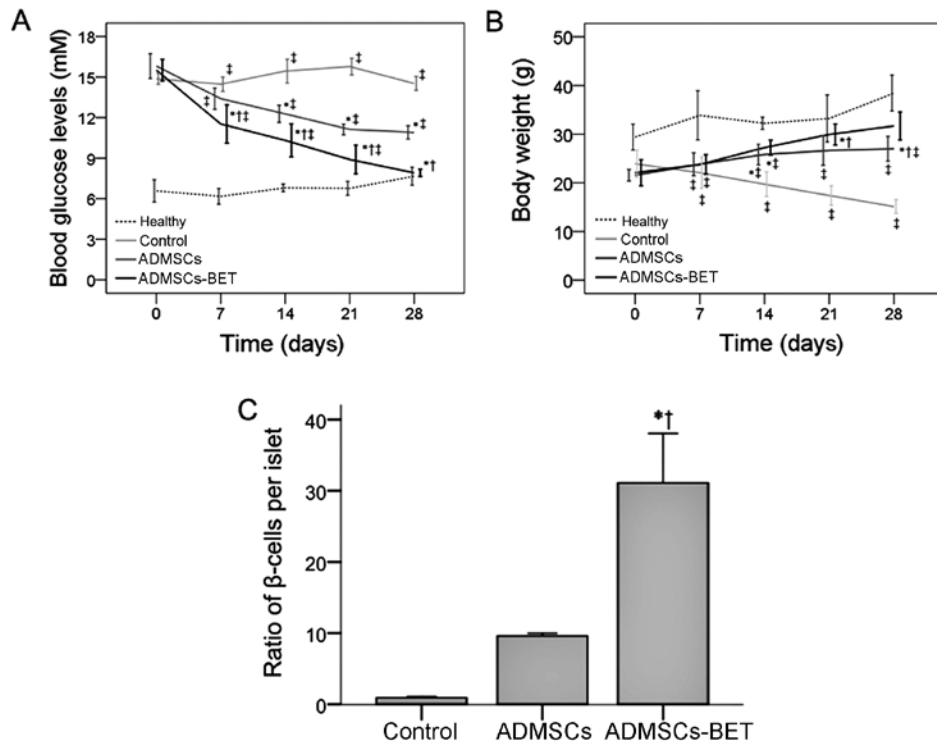 A
Blood glucose levels (mM)
18
15
12
9
6
3
0
‡ ‡ ‡ ‡
‡ *‡ *‡ *‡
*†‡ *†‡ *†‡ *†
Healthy
Control
ADMSCs
ADMSCs-BET
0 7 14 21 28
Time (days)
B
Body weight (g)
50
40
30
20
10
0
*† *†‡
*‡ *‡ ‡ ‡
‡ ‡
‡ ‡ ‡ ‡
Healthy
Control
ADMSCs
ADMSCs-BET
0 7 14 21 28
Time (days)
C
Ratio of β-cells per islet
40
30
20
10
0
*†
Control ADMSCs ADMSCs-BET